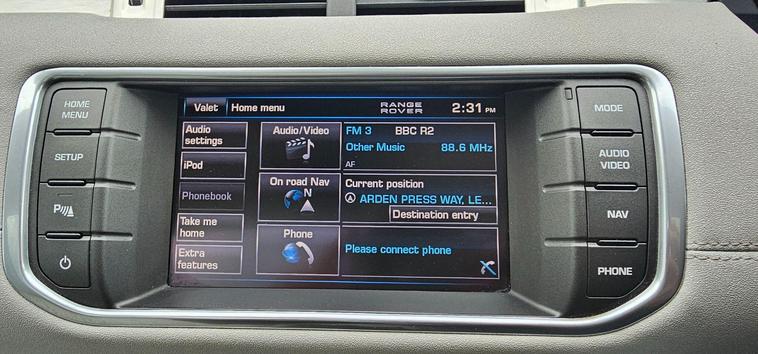 HOME
MENU
SETUP
P
Valet
Home menu
RANGE
ROVER
2:31 PM
Audio
settings
iPod
Phonebook
Take me
home
Extra
features
Audio/Video
FM 3 BBC R2
Other Music 88.6 MHz
AF
On road Nav
N
Current position
ARDEN PRESS WAY, LE...
Destination entry
Phone
Please connect phone
MODE
AUDIO
VIDEO
NAV
PHONE